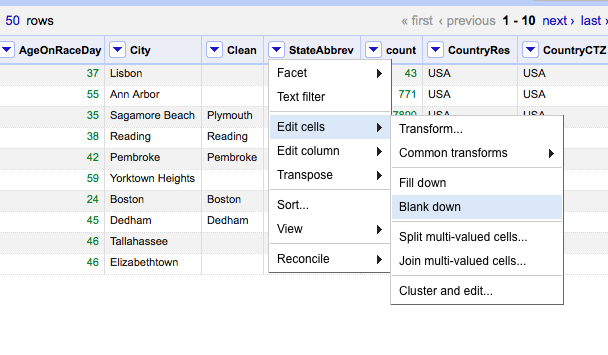 50 rows « first ‹ previous 1 - 10 next › last »
AgeOnRaceDay City Clean StateAbbrev count CountryRes CountryCTZ
37 Lisbon 43 USA USA
55 Ann Arbor 771 USA USA
35 Sagamore Beach Plymouth 7800 USA USA
38 Reading Reading
42 Pembroke Pembroke
59 Yorktown Heights
24 Boston Boston
45 Dedham Dedham
46 Tallahassee
46 Elizabethtown
Facet
Text filter
Edit cells
Edit column
Transpose
Sort...
View
Reconcile
Transform...
Common transforms
Fill down
Blank down
Split multi-valued cells...
Join multi-valued cells...
Cluster and edit...